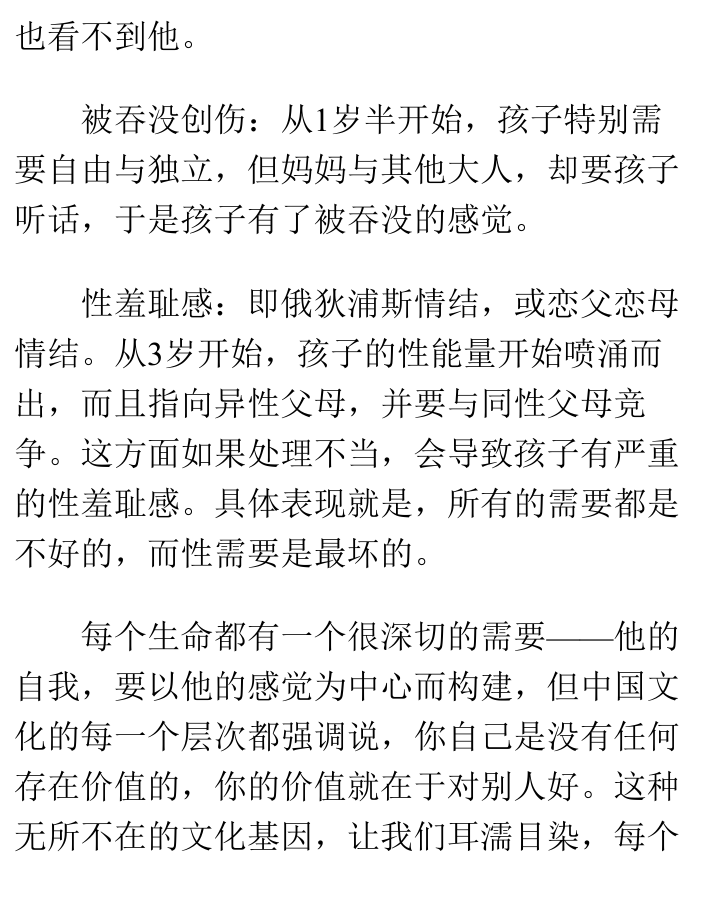 也看不到他。
被吞没创伤：从1岁半开始，孩子特别需
要自由与独立，但妈妈与其他大人，却要孩子
听话，于是孩子有了被吞没的感觉。
性羞耻感：即俄狄浦斯情结，或恋父恋母
情结。从3岁开始，孩子的性能量开始喷涌而
出，而且指向异性父母，并要与同性父母竞
争。这方面如果处理不当，会导致孩子有严重
的性羞耻感。具体表现就是，所有的需要都是
不好的，而性需要是最坏的。
每个生命都有一个很深切的需要——他的
自我，要以他的感觉为中心而构建，但中国文
化的每一个层次都强调说，你自己是没有任何
存在价值的，你的价值就在于对别人好。这种
无所不在的文化基因，让我们耳濡目染，每个